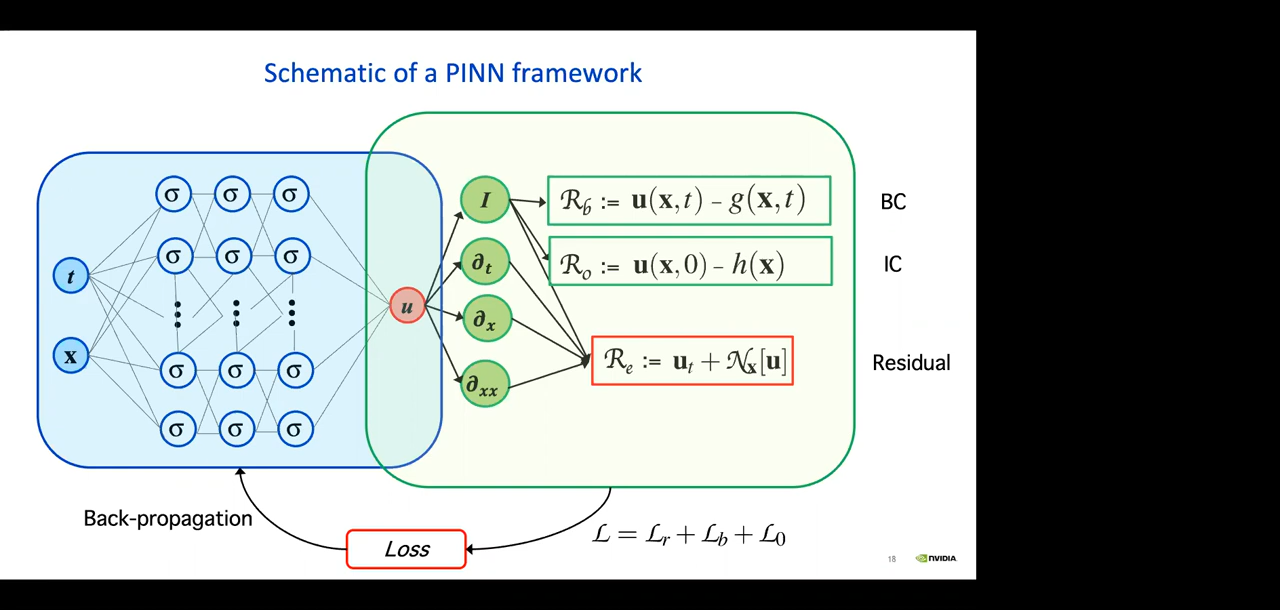 Schematic of a PINN framework
t
x
σ σ σ
σ σ σ
σ σ σ
σ σ σ
u
I
∂t
∂x
∂xx
ℛb := u(x,t) – g(x,t)
BC
ℛo := u(x,0) – h(x)
IC
ℛe := ut + 𝒩x[u]
Residual
Back-propagation
Loss
ℒ = ℒr + ℒb + ℒ0
18
NVIDIA